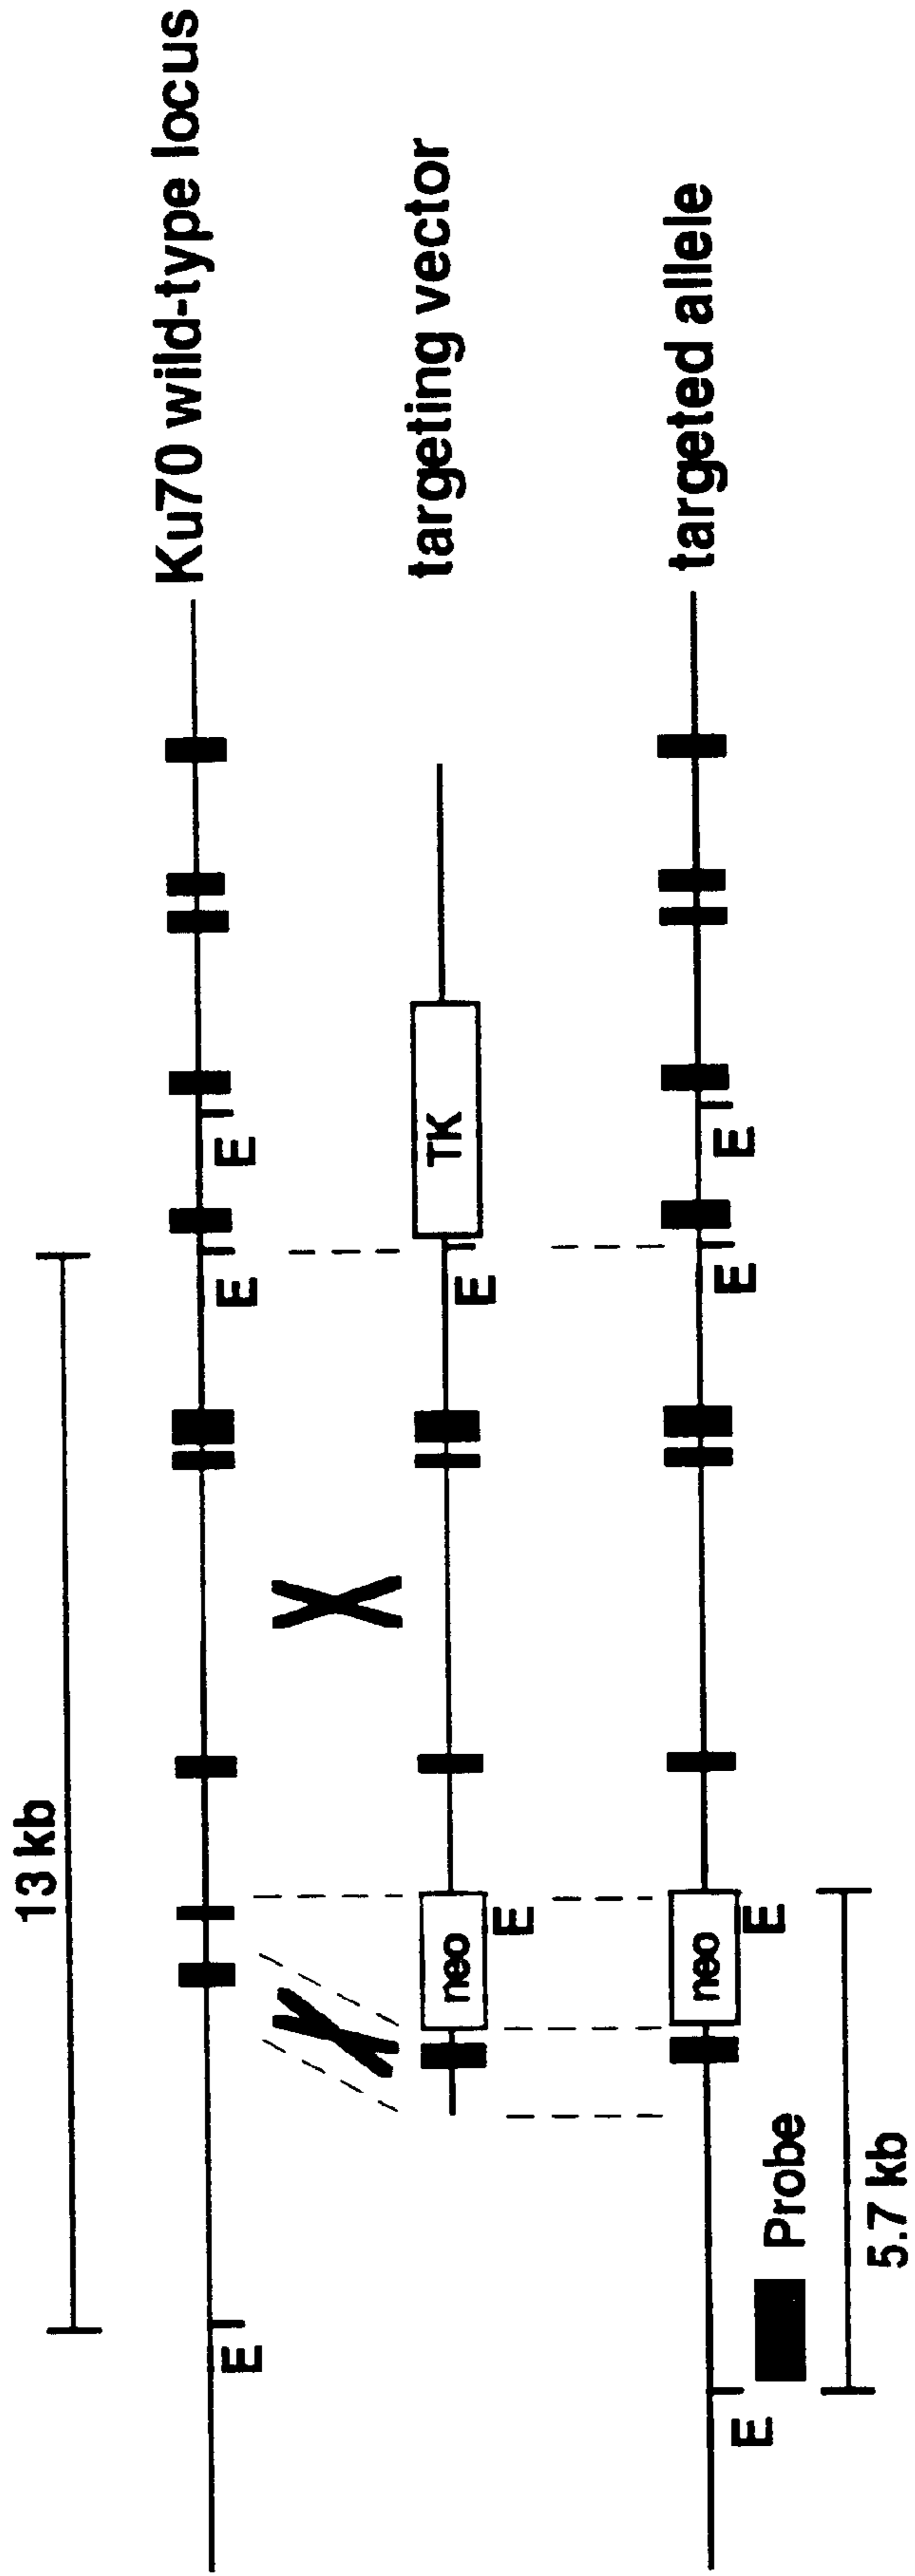 13 kb
Ku70 wild-type locus
E
E
E
targeting vector
neo
E
E
TK
targeted allele
E
neo
E
E
E
Probe
5.7 kb